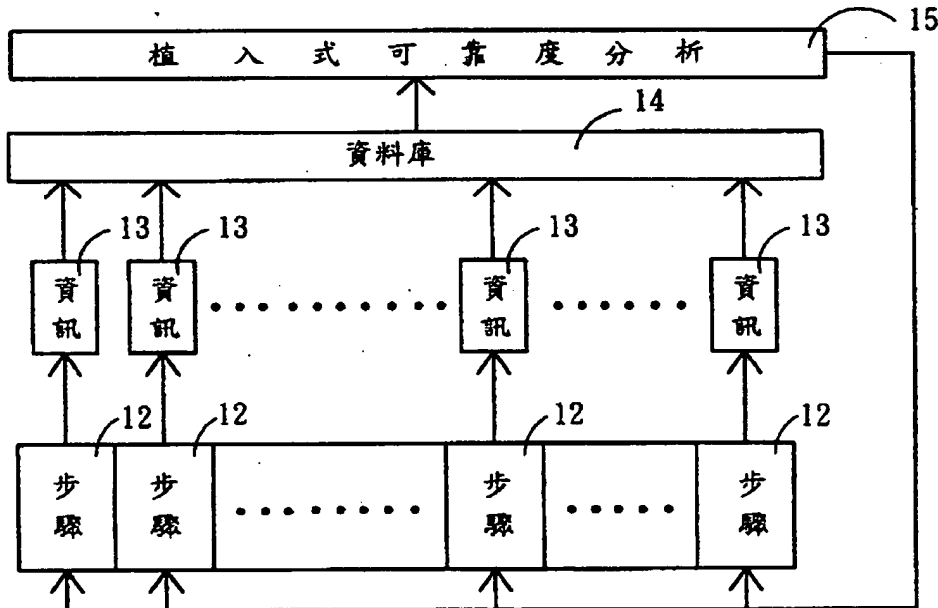 15
植入式可靠度分析
14
資料庫
13 13 13 13
資訊 資訊 資訊 資訊
12 12 12 12
步驟 步驟 步驟 步驟